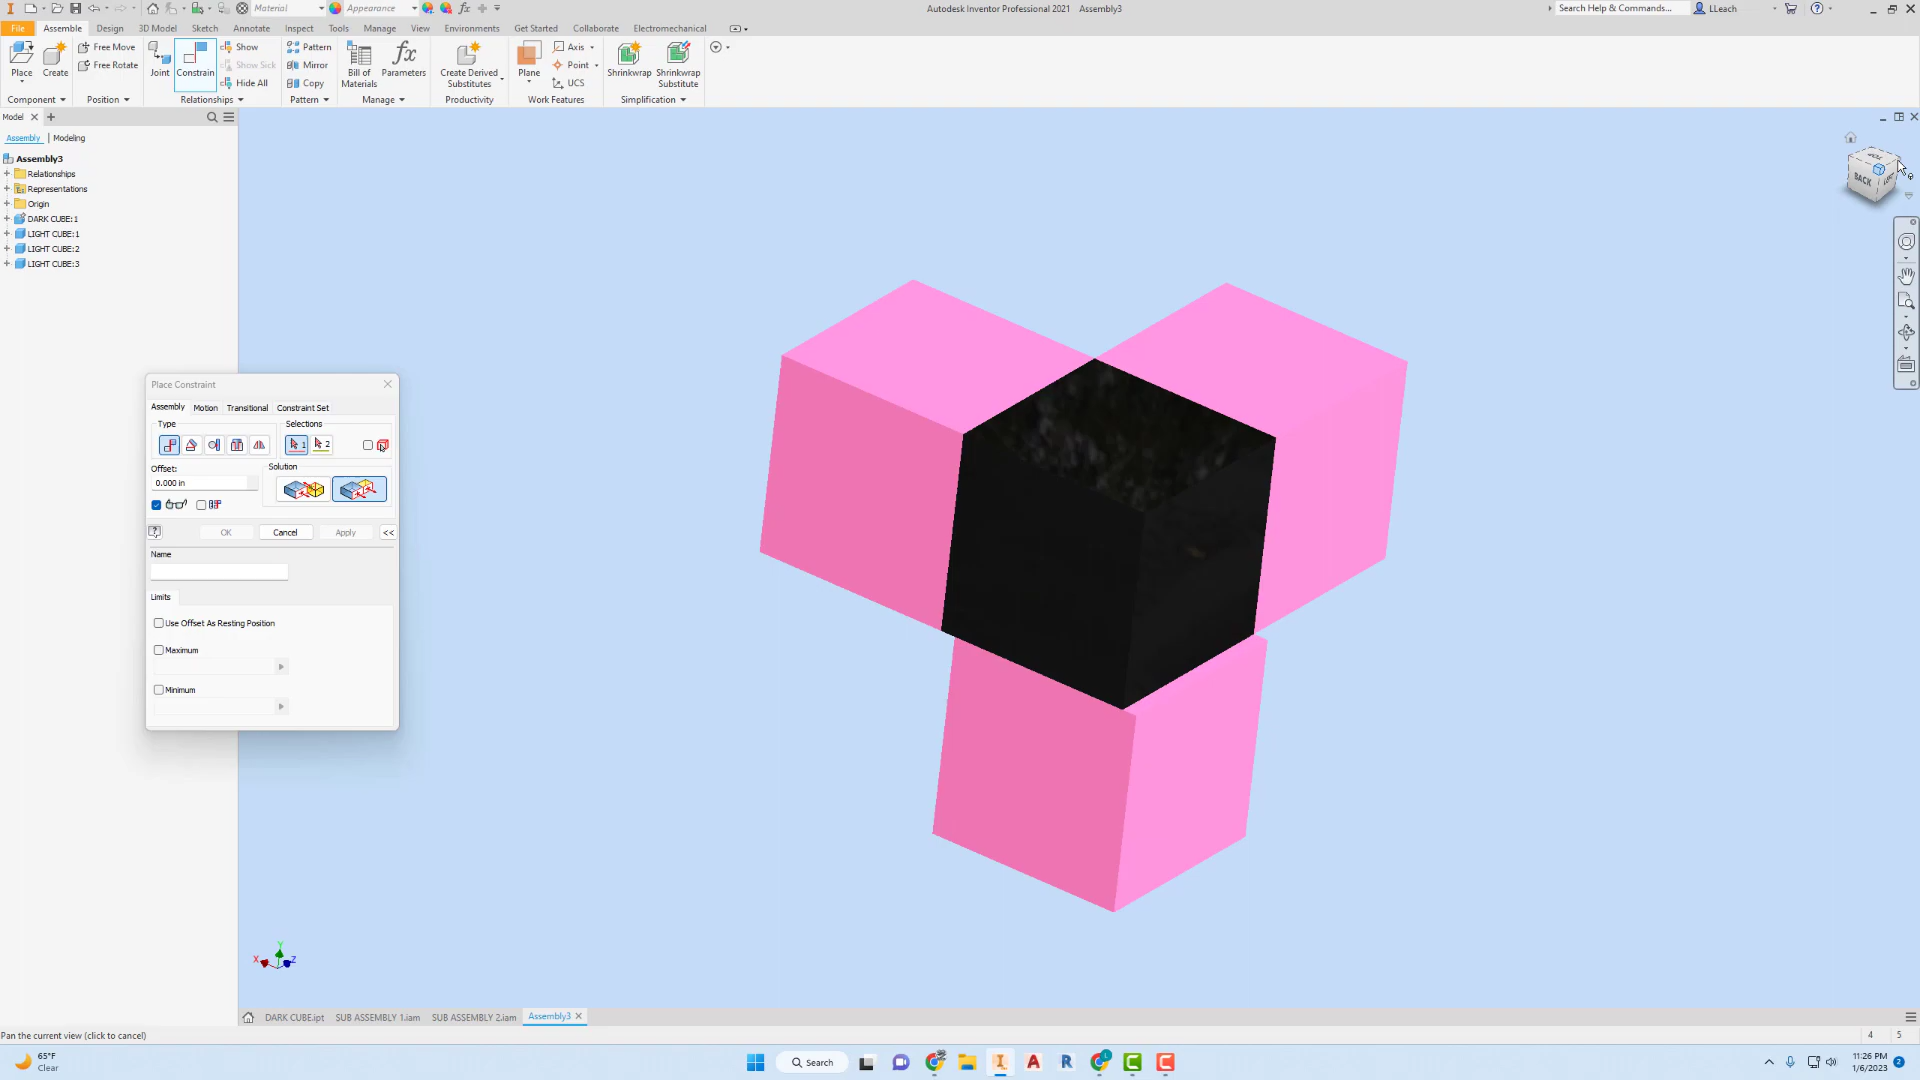 Material
Appearance
Autodesk Inventor Professional 2021 Assembly3
Search Help & Commands...
LLeach
File Assemble Design 3D Model Sketch Inspect Annotate Tools Manage View Environments Get Started Collaborate Electromechanical
Place
Create
Free Move
Free Rotate
Joint
Constrain
Show
Show Sick
Hide All
Pattern
Mirror
Copy
Bill of
Materials
Parameters
Create Derived
Substitutes
Plane
Axis
Point
UCS
Shrinkwrap
Shrinkwrap
Substitute
Component Position Relationships Pattern Manage Productivity Work Features Simplification
Model
Assembly Modeling
Assembly3
Relationships
Representations
Origin
DARK CUBE:1
LIGHT CUBE:1
LIGHT CUBE:2
LIGHT CUBE:3
TOP
BACK
LEFT
Place Constraint
Assembly Motion Transitional Constraint Set
Type
Selections
1
2
Offset:
Solution
0.000 in
OK Cancel Apply <<
Name
Limits
Use Offset As Resting Position
Maximum
Minimum
X Y Z
DARK CUBE.ipt SUB ASSEMBLY 1.iam SUB ASSEMBLY 2.iam Assembly3
Pan the current view (click to cancel)
4 5
65°F
Clear
Search
11:26 PM
1/6/2023
2